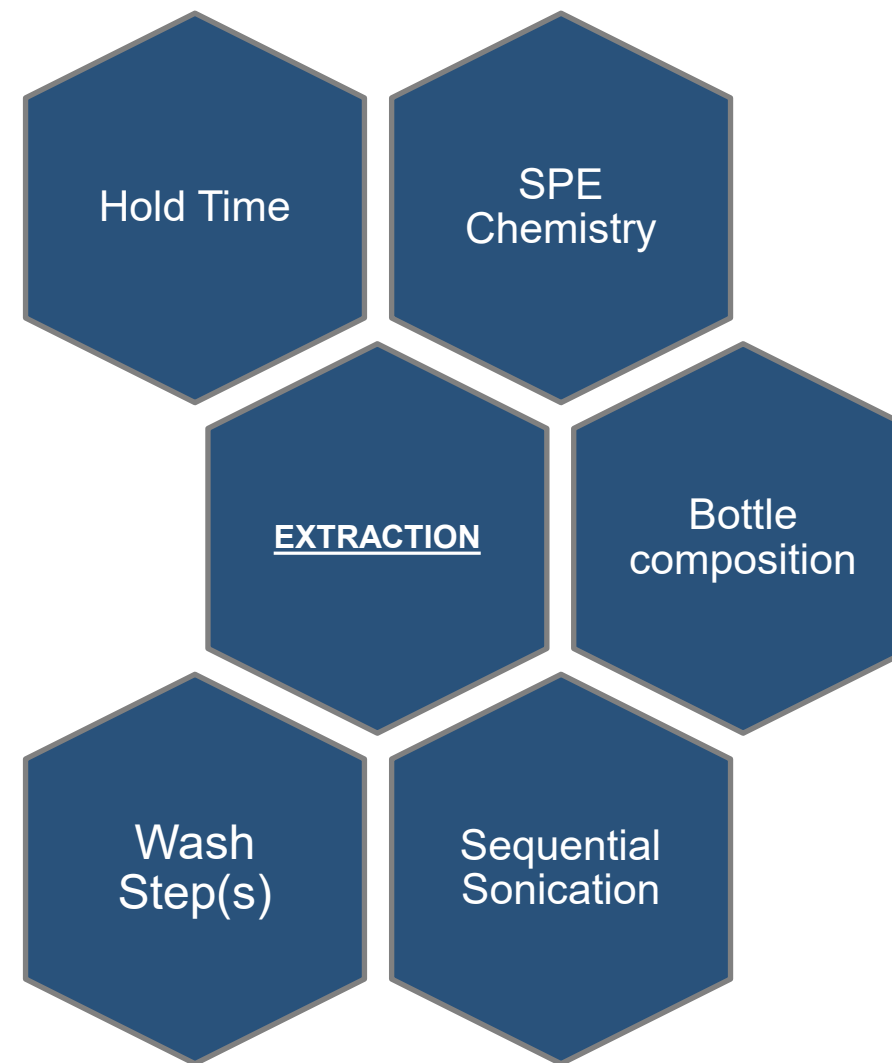 Hold Time
SPE
Chemistry
EXTRACTION
Bottle
composition
Wash
Step(s)
Sequential
Sonication